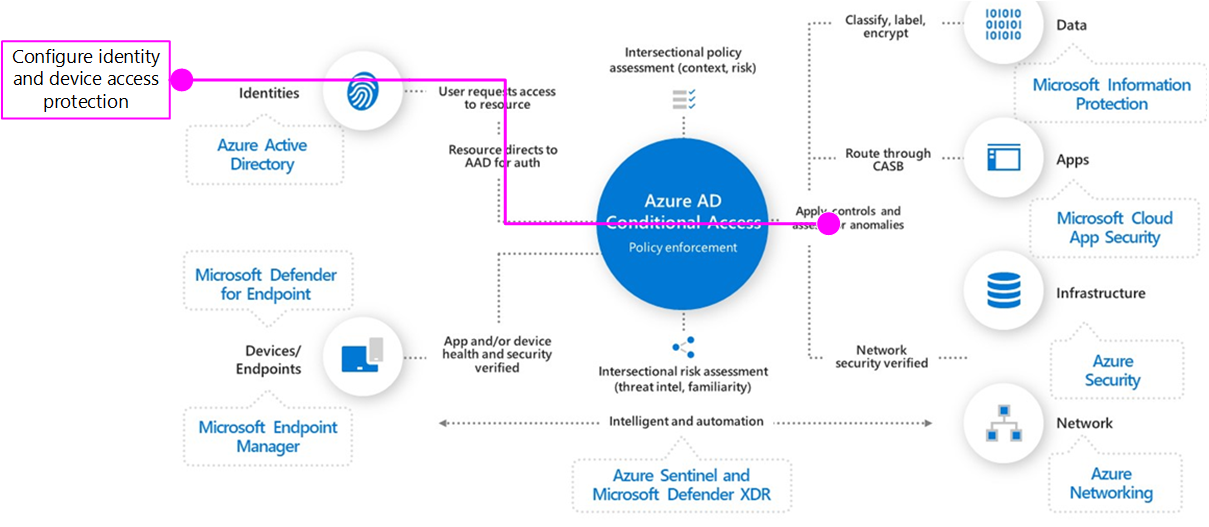 Configure identity
and device access
protection
Identities
Azure Active
Directory
User requests access
to resource
Resource directs to
AAD for auth
Microsoft Defender
for Endpoint
Devices/
Endpoints
Microsoft Endpoint
Manager
App and/or device
health and security
verified
Intersectional policy
assessment (context, risk)
Azure AD
Conditional Access
Policy enforcement
Intersectional risk assessment
(threat intel, familiarity)
Intelligent and automation
Azure Sentinel and
Microsoft Defender XDR
Classify, label,
encrypt
Route through
CASB
Apply controls and
assess for anomalies
Network
security verified
010101
010101
101010
Data
Microsoft Information
Protection
Apps
Microsoft Cloud
App Security
Infrastructure
Azure
Security
Network
Azure
Networking